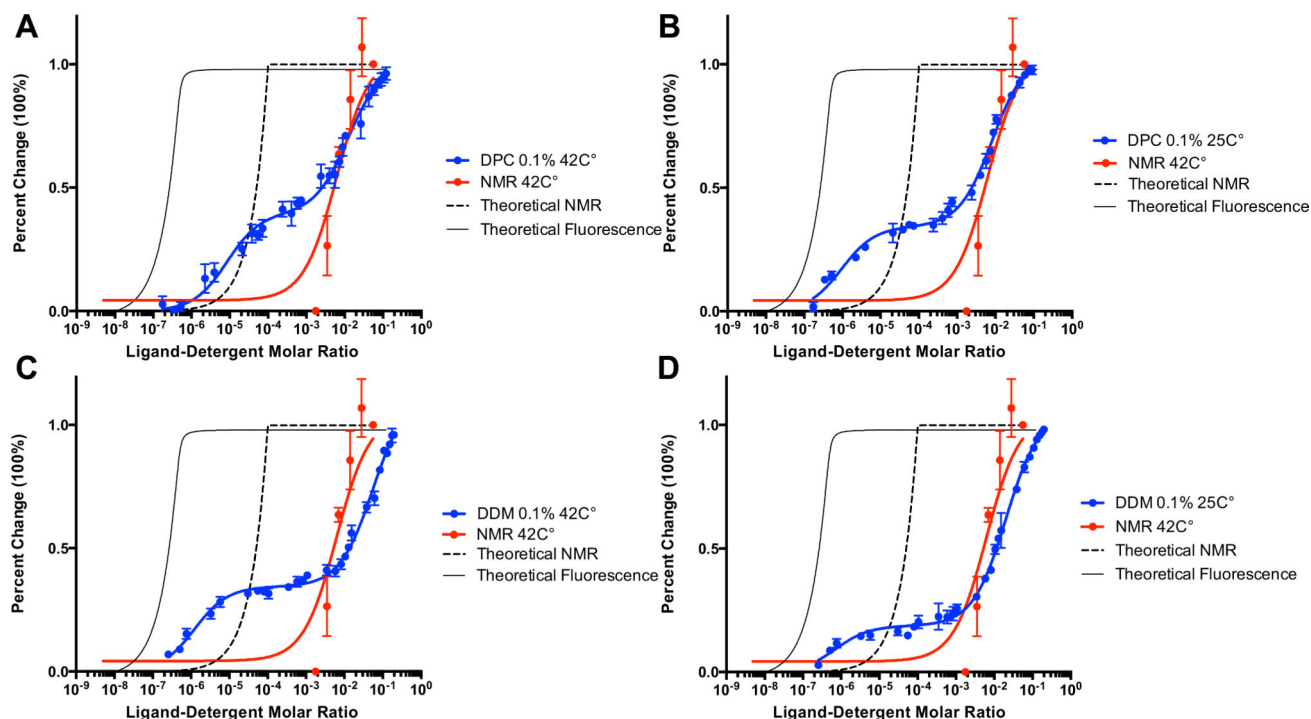 A
Percent Change (100%)
1.0
0.5
0.0
10⁻⁹ 10⁻⁸ 10⁻⁷ 10⁻⁶ 10⁻⁵ 10⁻⁴ 10⁻³ 10⁻² 10⁻¹ 10⁰
Ligand-Detergent Molar Ratio
DPC 0.1% 42C°
NMR 42C°
Theoretical NMR
Theoretical Fluorescence
B
Percent Change (100%)
1.0
0.5
0.0
10⁻⁹ 10⁻⁸ 10⁻⁷ 10⁻⁶ 10⁻⁵ 10⁻⁴ 10⁻³ 10⁻² 10⁻¹ 10⁰
Ligand-Detergent Molar Ratio
DPC 0.1% 25C°
NMR 42C°
Theoretical NMR
Theoretical Fluorescence
C
Percent Change (100%)
1.0
0.5
0.0
10⁻⁹ 10⁻⁸ 10⁻⁷ 10⁻⁶ 10⁻⁵ 10⁻⁴ 10⁻³ 10⁻² 10⁻¹ 10⁰
Ligand-Detergent Molar Ratio
DDM 0.1% 42C°
NMR 42C°
Theoretical NMR
Theoretical Fluorescence
D
Percent Change (100%)
1.0
0.5
0.0
10⁻⁹ 10⁻⁸ 10⁻⁷ 10⁻⁶ 10⁻⁵ 10⁻⁴ 10⁻³ 10⁻² 10⁻¹ 10⁰
Ligand-Detergent Molar Ratio
DDM 0.1% 25C°
NMR 42C°
Theoretical NMR
Theoretical Fluorescence